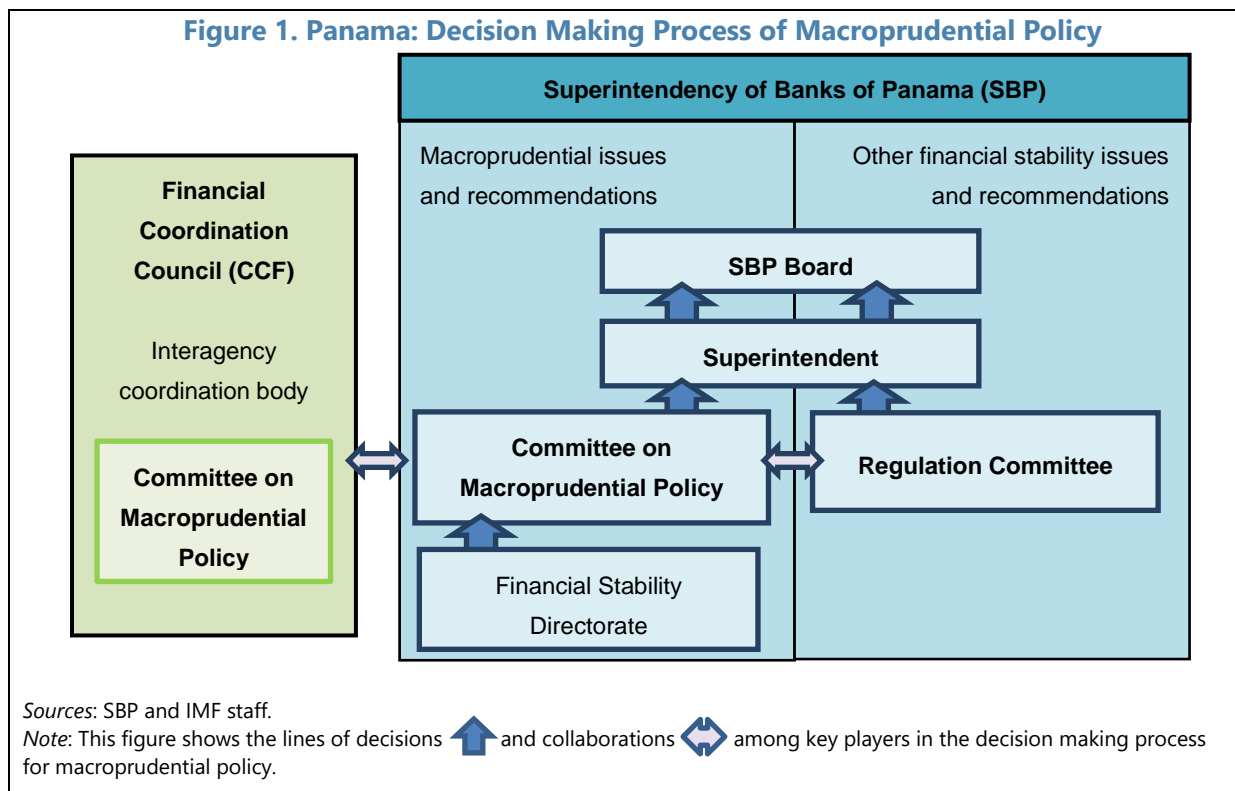 Figure 1. Panama: Decision Making Process of Macroprudential Policy
Superintendency of Banks of Panama (SBP)
Financial
Coordination
Council (CCF)
Interagency
coordination body
Committee on
Macroprudential
Policy
Macroprudential issues
and recommendations
Other financial stability issues
and recommendations
SBP Board
Superintendent
Committee on
Macroprudential Policy
Regulation Committee
Financial Stability
Directorate
Sources: SBP and IMF staff.
Note: This figure shows the lines of decisions and collaborations among key players in the decision making process
for macroprudential policy.